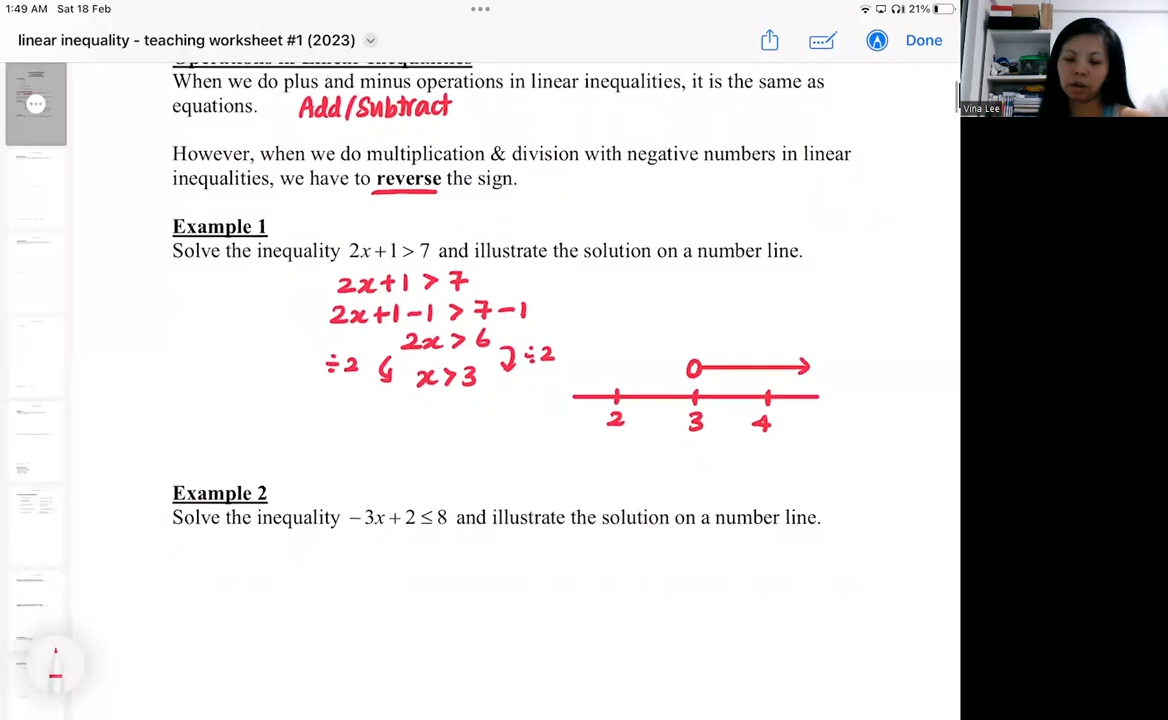 1:49 AM Sat 18 Feb
21%
linear inequality - teaching worksheet #1 (2023)
Done
Operations in Linear Inequalities
When we do plus and minus operations in linear inequalities, it is the same as
equations. Add/Subtract
However, when we do multiplication & division with negative numbers in linear
inequalities, we have to reverse the sign.
Example 1
Solve the inequality 2x+1 > 7 and illustrate the solution on a number line.
2x+1 > 7
2x+1-1 > 7-1
2x > 6
÷2 x>3 ÷2
2 3 4
Example 2
Solve the inequality −3x+2 ≤ 8 and illustrate the solution on a number line.
Vina Lee